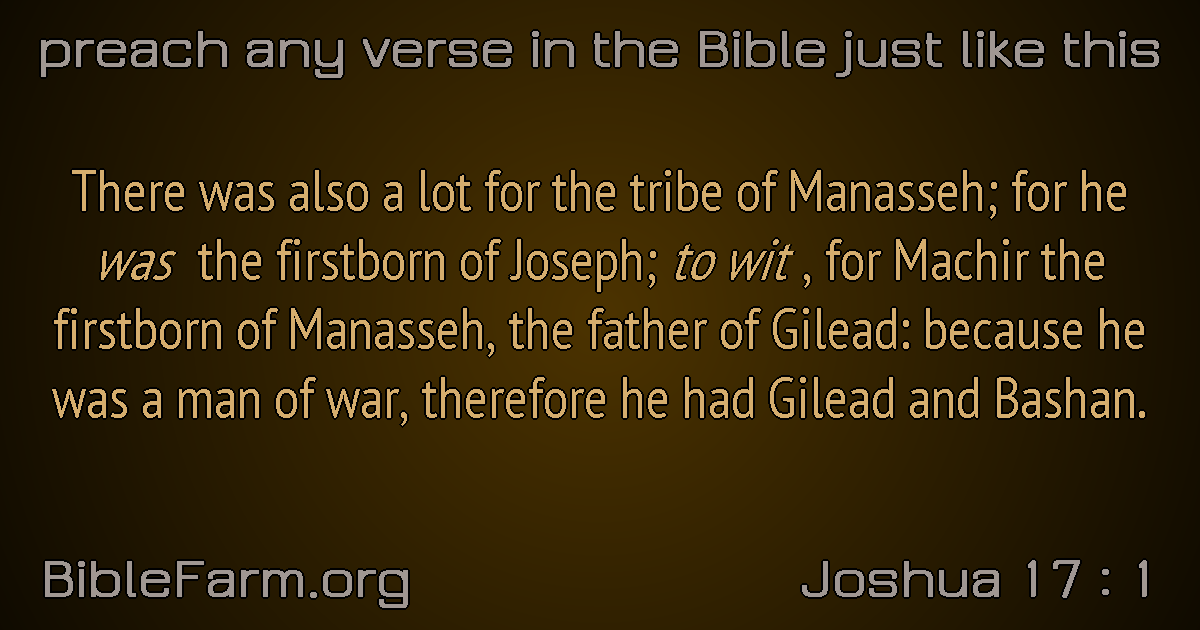 preach any verse in the Bible just like this
There was also a lot for the tribe of Manasseh; for he
was the firstborn of Joseph; to wit , for Machir the
firstborn of Manasseh, the father of Gilead: because he
was a man of war, therefore he had Gilead and Bashan.
BibleFarm.org
Joshua 17 : 1